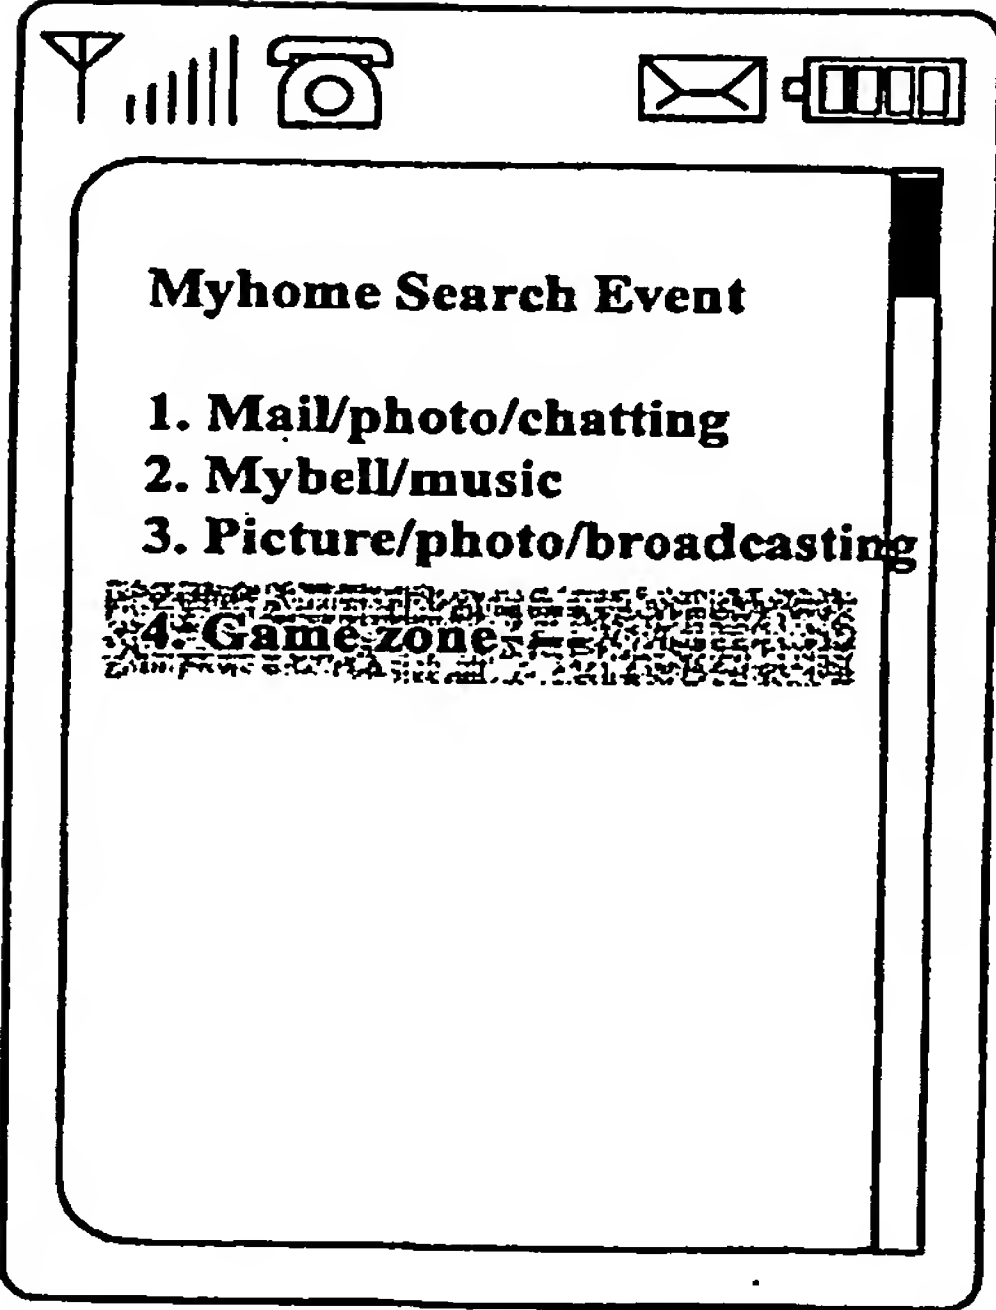 Myhome Search Event
1. Mail/photo/chatting
2. Mybell/music
3. Picture/photo/broadcasting
4. Game zone